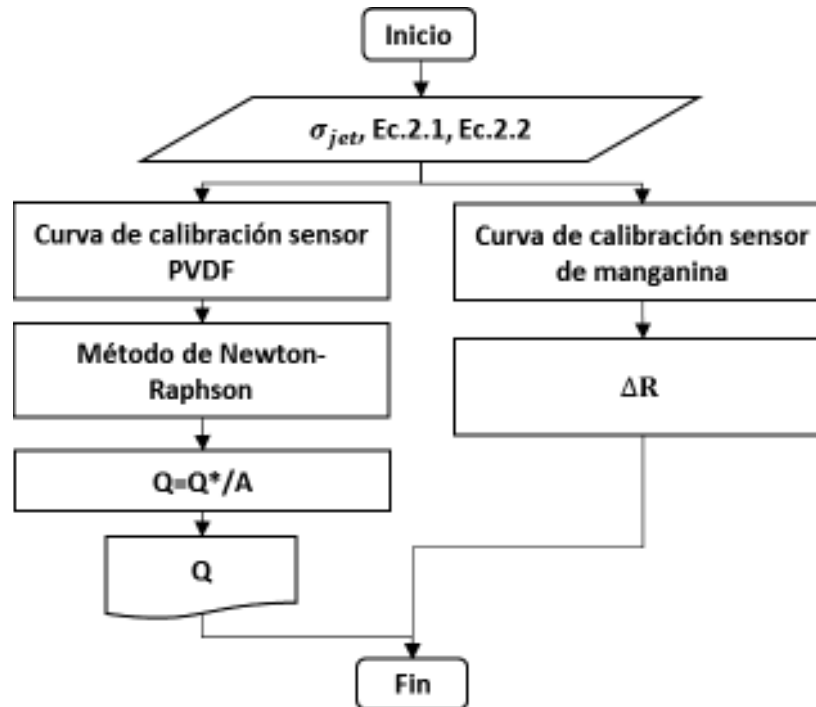 Inicio
σ_jet, Ec.2.1, Ec.2.2
Curva de calibración sensor
PVDF
Curva de calibración sensor
de manganina
Método de Newton-
Raphson
ΔR
Q=Q*/A
Q
Fin